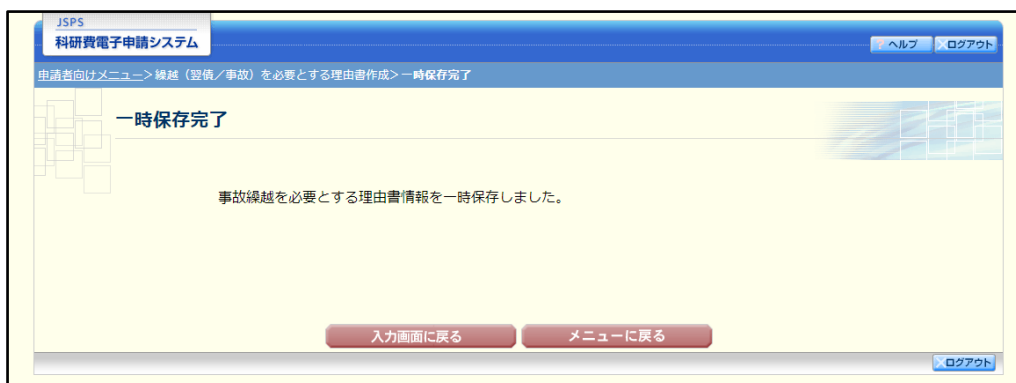 JSPS
科研費電子申請システム
? ヘルプ
×ログアウト
申請者向けメニュー>繰越（翌債／事故）を必要とする理由書作成>一時保存完了
一時保存完了
事故繰越を必要とする理由書情報を一時保存しました。
入力画面に戻る
メニューに戻る
×ログアウト